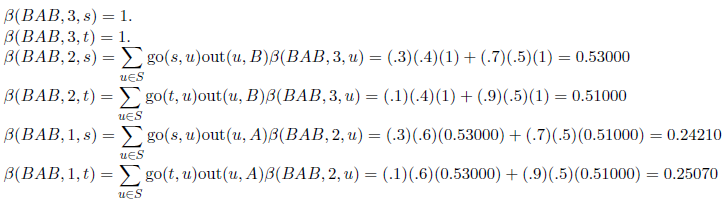 β(BAB, 3, s) = 1.
β(BAB, 3, t) = 1.
β(BAB, 2, s) = ∑_{u∈S} go(s, u)out(u, B)β(BAB, 3, u) = (.3)(.4)(1) + (.7)(.5)(1) = 0.53000
β(BAB, 2, t) = ∑_{u∈S} go(t, u)out(u, B)β(BAB, 3, u) = (.1)(.4)(1) + (.9)(.5)(1) = 0.51000
β(BAB, 1, s) = ∑_{u∈S} go(s, u)out(u, A)β(BAB, 2, u) = (.3)(.6)(0.53000) + (.7)(.5)(0.51000) = 0.24210
β(BAB, 1, t) = ∑_{u∈S} go(t, u)out(u, A)β(BAB, 2, u) = (.1)(.6)(0.53000) + (.9)(.5)(0.51000) = 0.25070